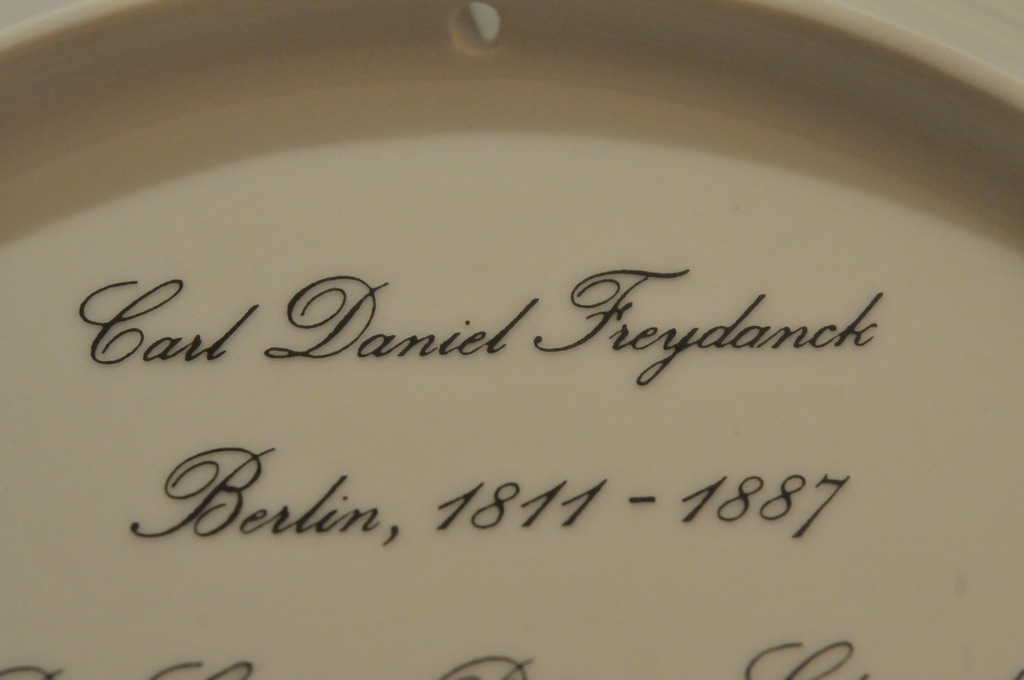 Carl Daniel Freydanck
Berlin, 1811 - 1887